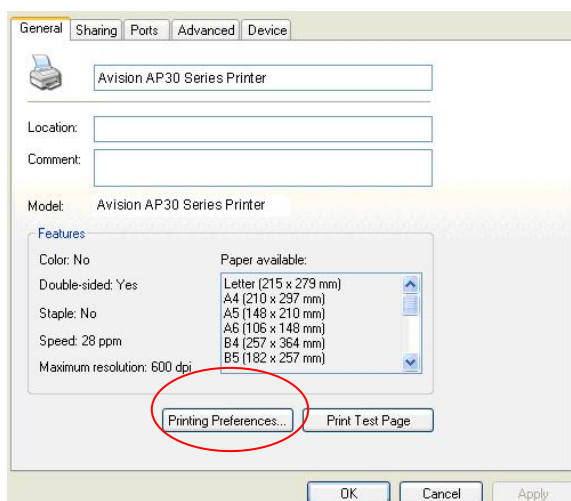 General Sharing Ports Advanced Device
Avision AP30 Series Printer
Location:
Comment:
Model: Avision AP30 Series Printer
Features
Color: No
Double-sided: Yes
Staple: No
Speed: 28 ppm
Maximum resolution: 600 dpi
Paper available:
Letter (215 x 279 mm)
A4 (210 x 297 mm)
A5 (148 x 210 mm)
A6 (106 x 148 mm)
B4 (257 x 364 mm)
B5 (182 x 257 mm)
Printing Preferences... Print Test Page
OK Cancel Apply